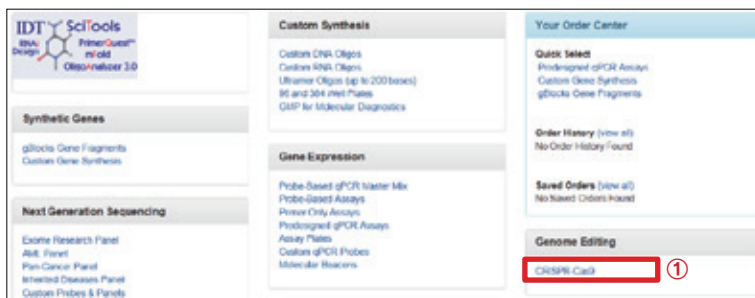 IDT SciTools
RNAi
Design
PrimerQuest™
mFold
OligoAnalizer 3.0
Synthetic Genes
gBlocks Gene Fragments
Custom Gene Synthesis
Next Generation Sequencing
Exome Research Panel
AML Panel
Pan-Cancer Panel
Inherited Diseases Panel
Custom Probes & Panels
Custom Synthesis
Custom DNA Oligos
Custom RNA Oligos
Ultramer Oligos (up to 200 bases)
96 and 384 Well Plates
GMP for Molecular Diagnostics
Gene Expression
Probe-Based qPCR Master Mix
Probe-Based Assays
Primer Only Assays
Predesigned qPCR Assays
Assay Plates
Custom qPCR Probes
Molecular Beacons
Your Order Center
Quick Select
Predesigned qPCR Assays
Custom Gene Synthesis
gBlocks Gene Fragments
Order History (view all)
No Order History Found
Saved Orders (view all)
No Saved Orders Found
Genome Editing
CRISPR-Cas9 ①